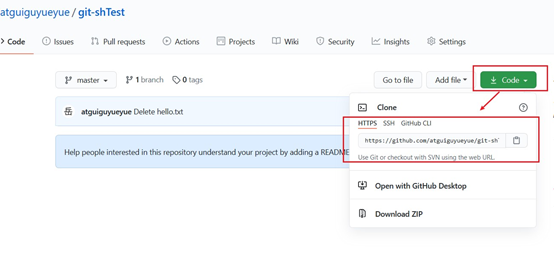 atguiguyueyue / git-shTest
Code Issues Pull requests Actions Projects Wiki Security Insights Settings
master 1 branch 0 tags Go to file Add file Code
atguiguyueyue Delete hello.txt
Clone
HTTPS SSH GitHub CLI
https://github.com/atguiguyueyue/git-sh
Use Git or checkout with SVN using the web URL.
Help people interested in this repository understand your project by adding a README
Open with GitHub Desktop
Download ZIP